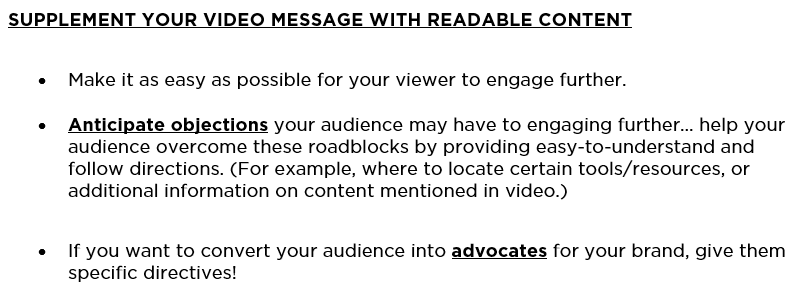 SUPPLEMENT YOUR VIDEO MESSAGE WITH READABLE CONTENT
• Make it as easy as possible for your viewer to engage further.
• Anticipate objections your audience may have to engaging further... help your
audience overcome these roadblocks by providing easy-to-understand and
follow directions. (For example, where to locate certain tools/resources, or
additional information on content mentioned in video.)
• If you want to convert your audience into advocates for your brand, give them
specific directives!